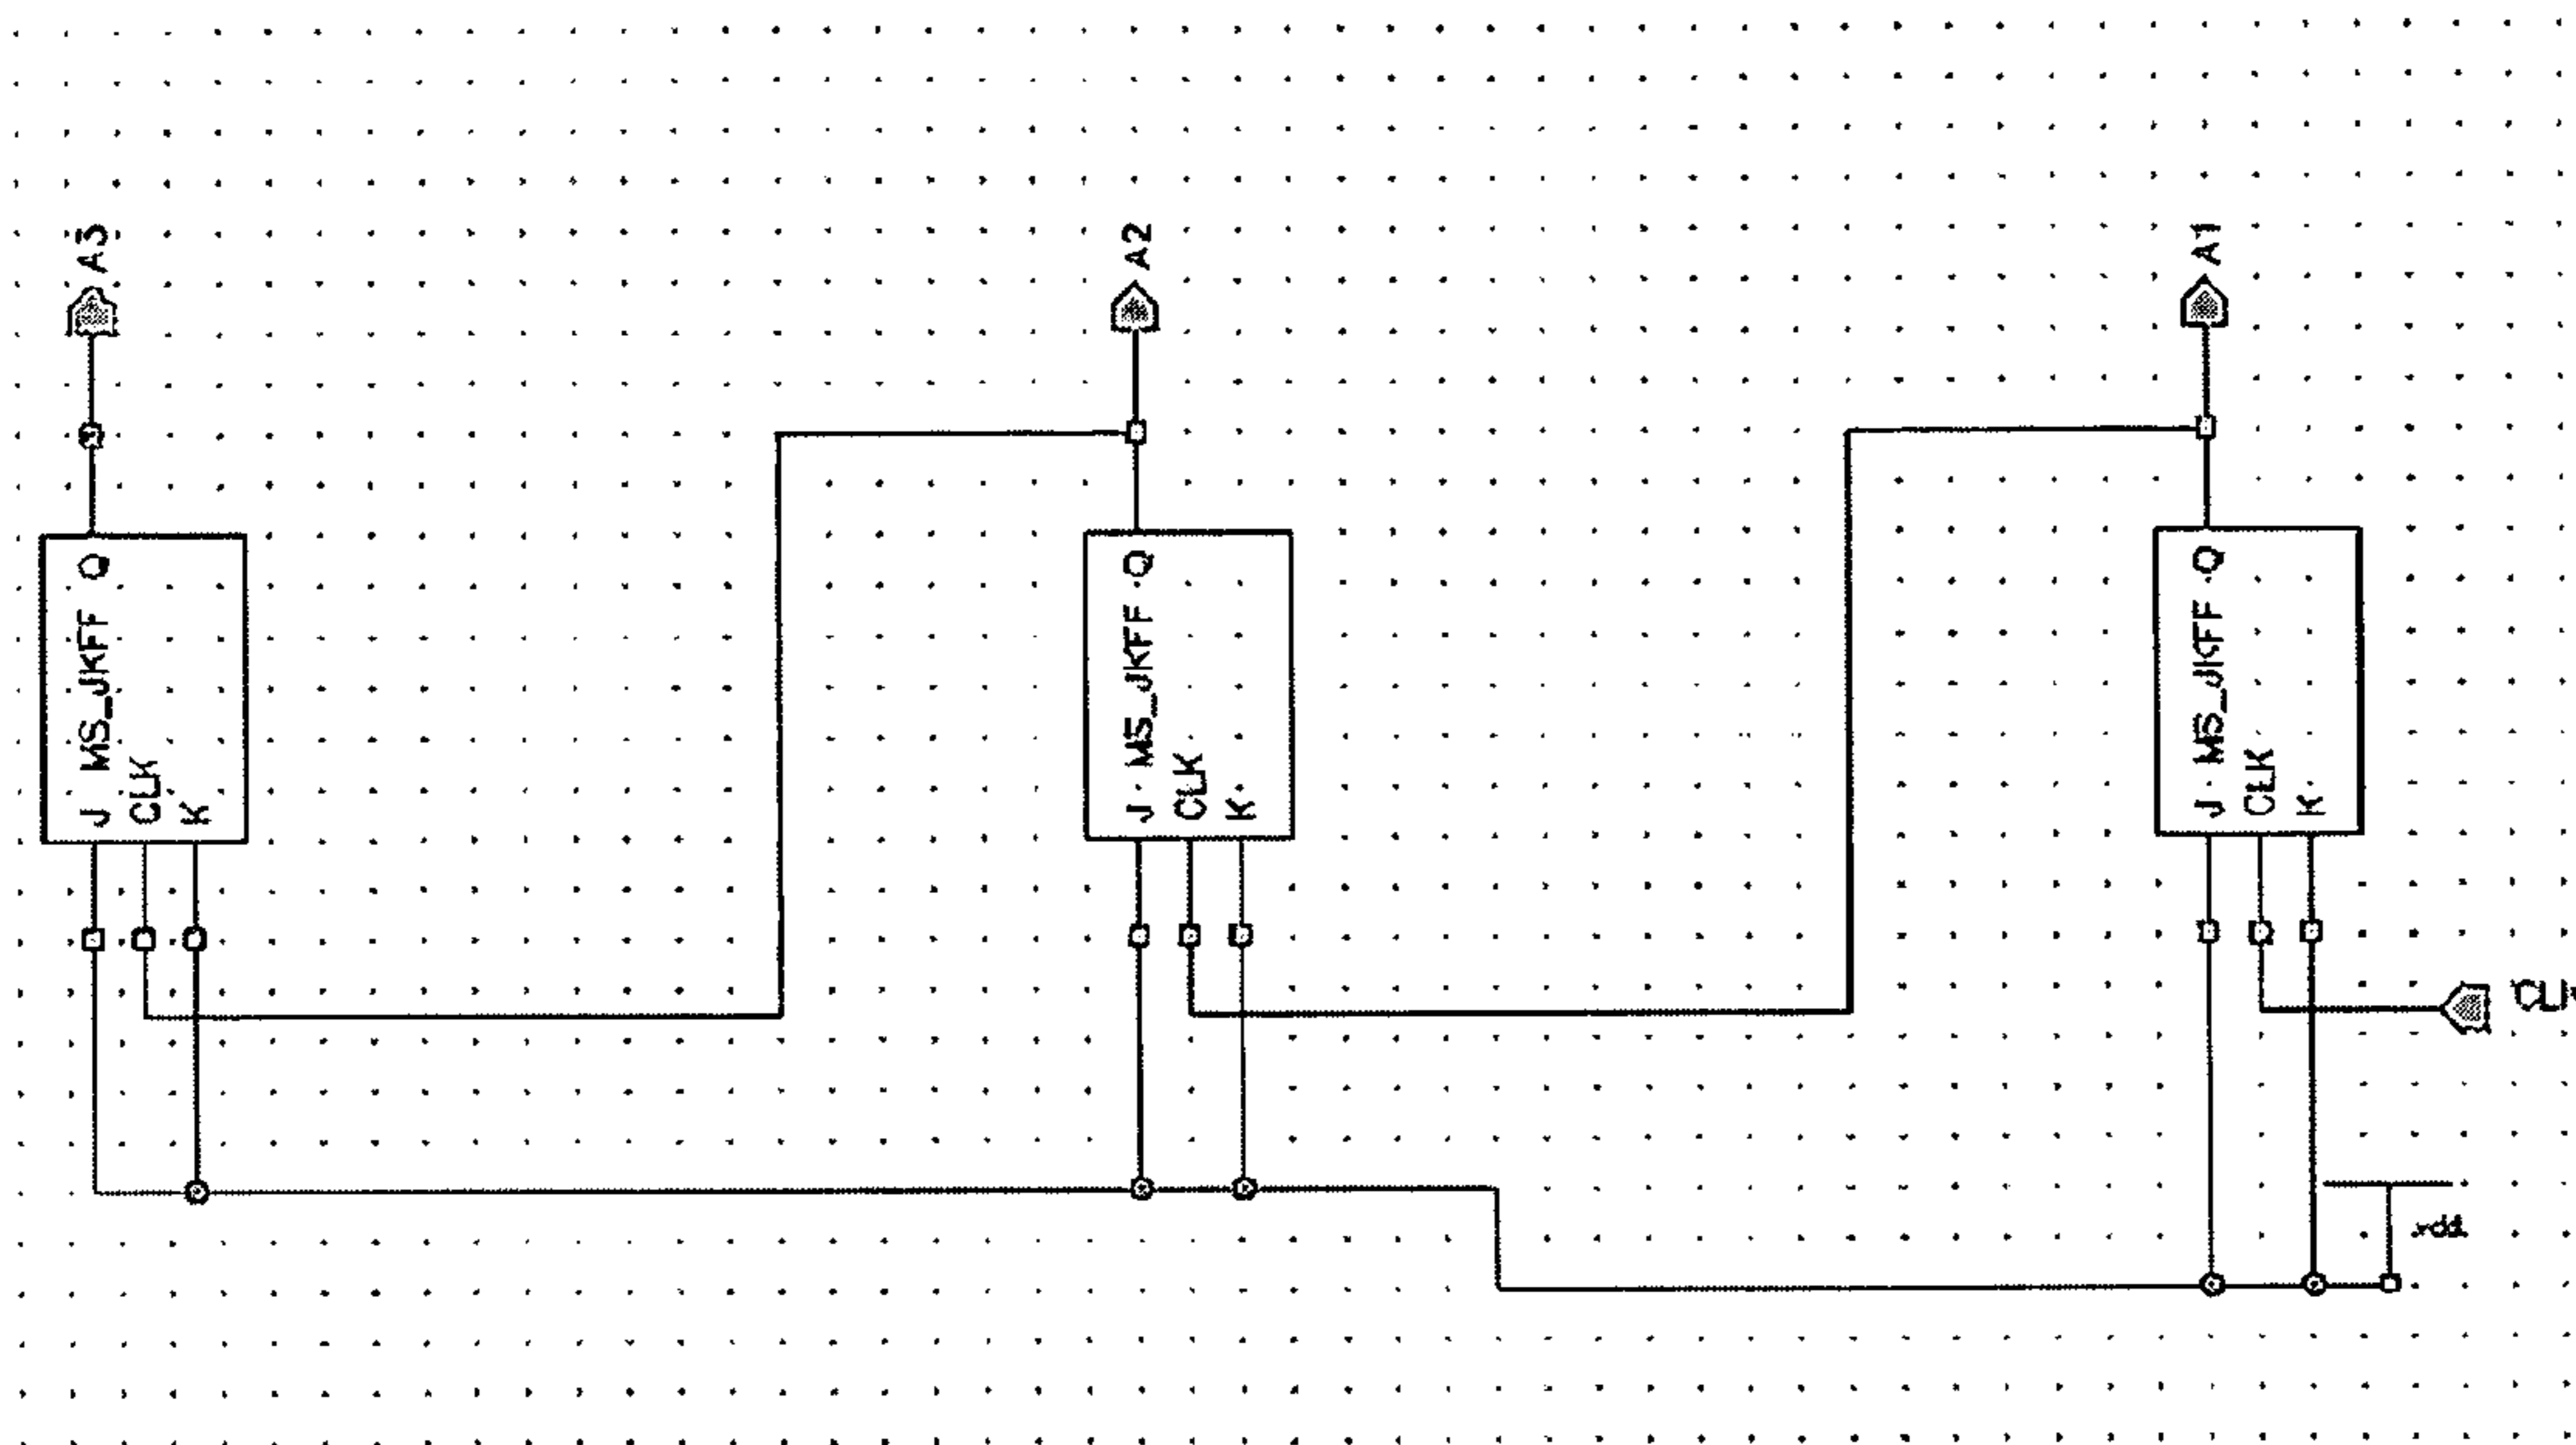 A3
A2
A1
MS_JKFF Q
J
CLK
K
MS_JKFF Q
J
CLK
K
MS_JKFF Q
J
CLK
K
vdd